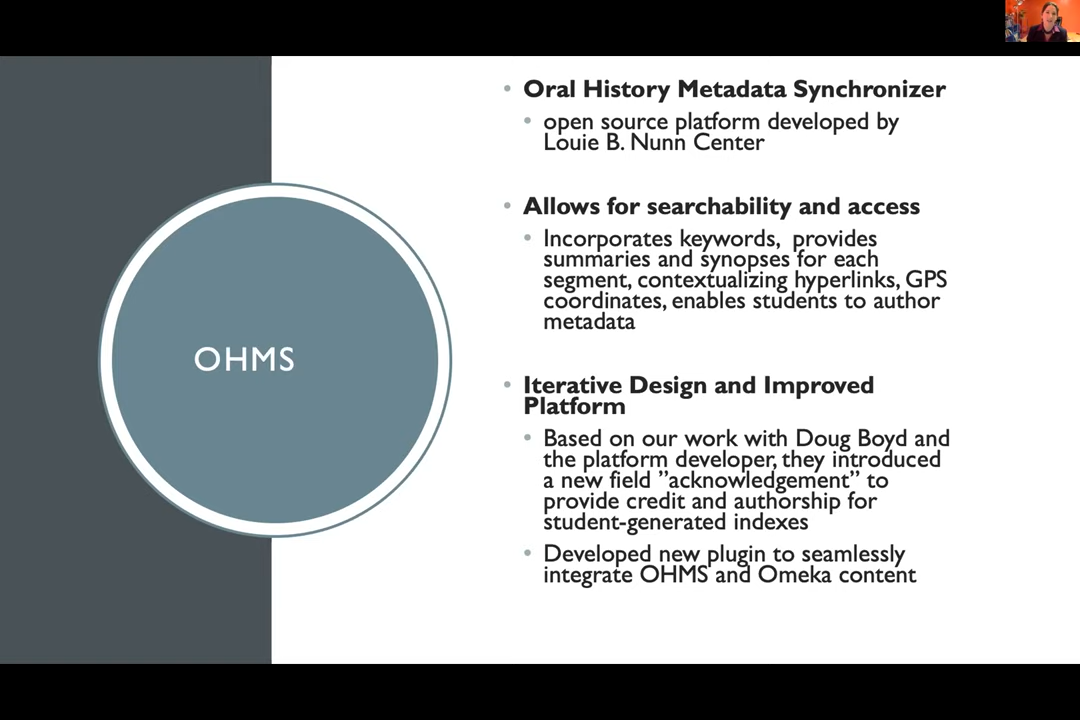 OHMS
• Oral History Metadata Synchronizer
• open source platform developed by
Louie B. Nunn Center
• Allows for searchability and access
• Incorporates keywords,  provides
summaries and synopses for each
segment, contextualizing hyperlinks, GPS
coordinates, enables students to author
metadata
• Iterative Design and Improved
Platform
• Based on our work with Doug Boyd and
the platform developer, they introduced
a new field ”acknowledgement” to
provide credit and authorship for
student-generated indexes
• Developed new plugin to seamlessly
integrate OHMS and Omeka content